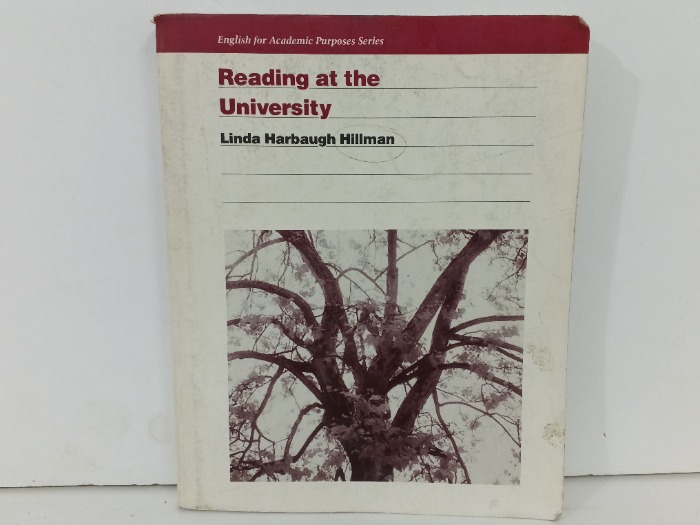 English for Academic Purposes Series
Reading at the
University
Linda Harbaugh Hillman